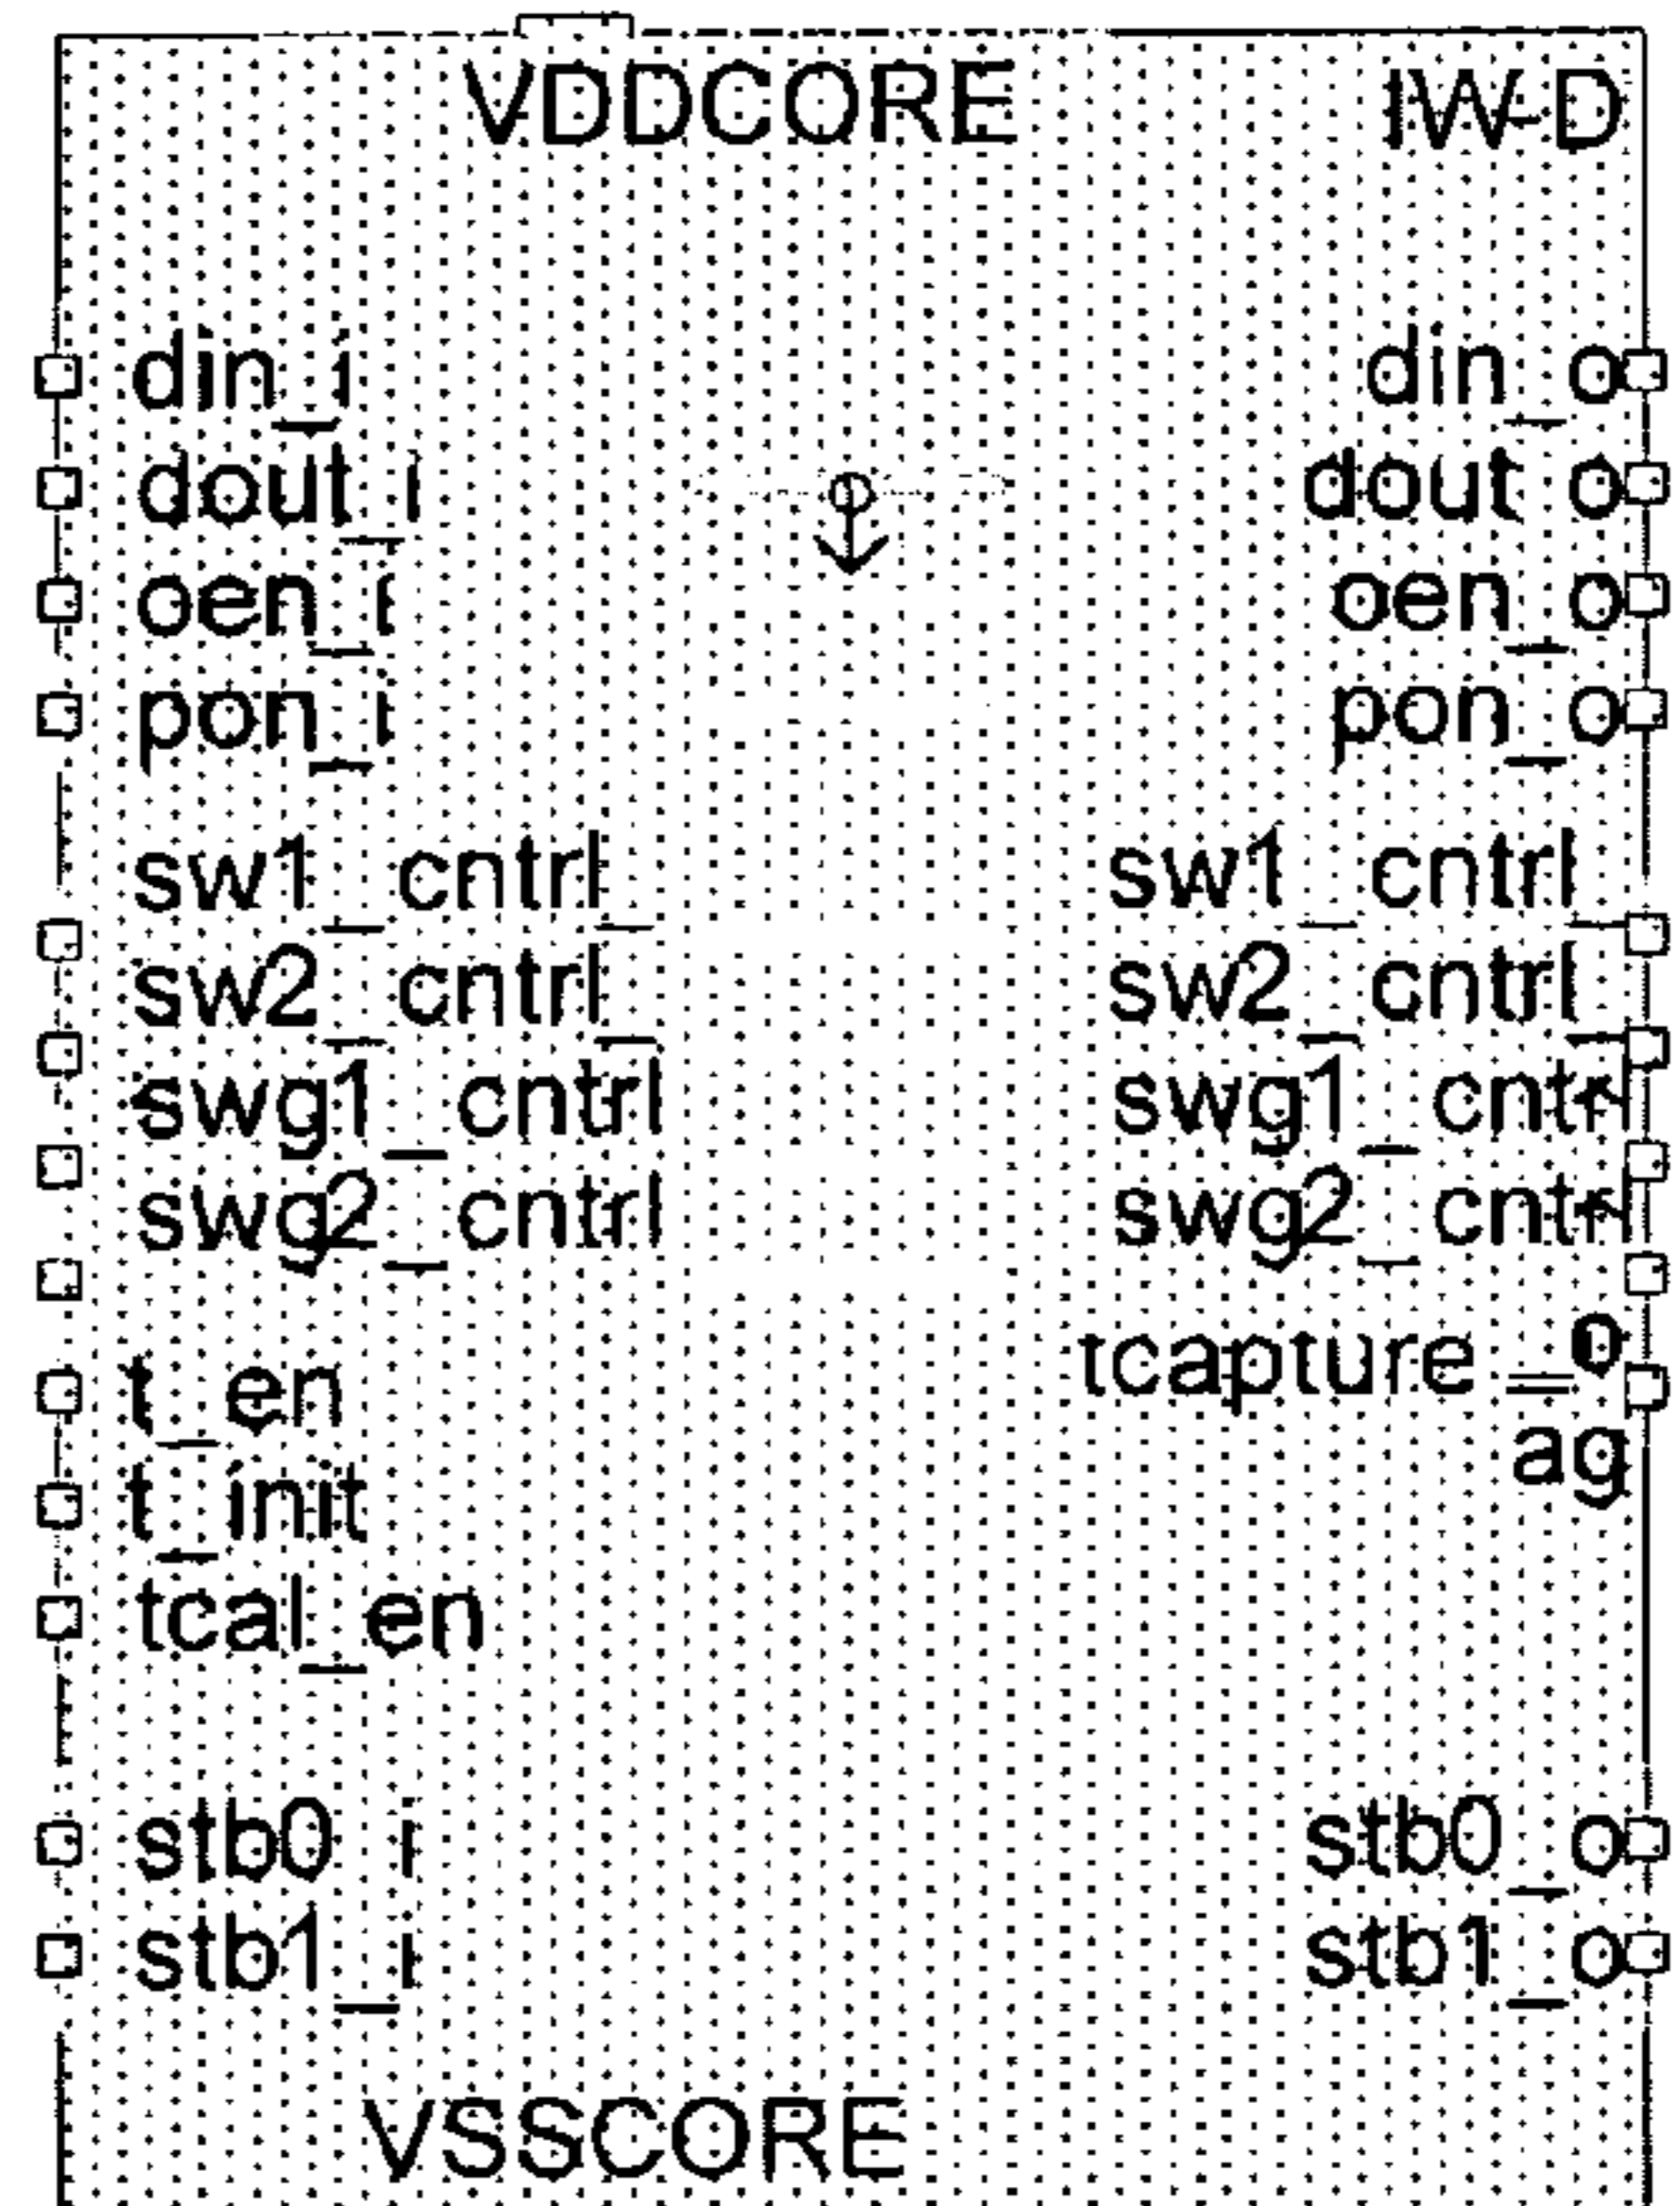 VDDCORE IW-D
din_i din_o
dout_i dout_o
oen_i oen_o
pon_i pon_o
sw1_cntrl_ sw1_cntrl_
sw2_cntrl_ sw2_cntrl_
swg1_cntrl swg1_cntrl
swg2_cntrl swg2_cntrl
t_en tcapture_o
ag
t_init
tcal_en
stb0_i stb0_o
stb1_i stb1_o
VSSCORE